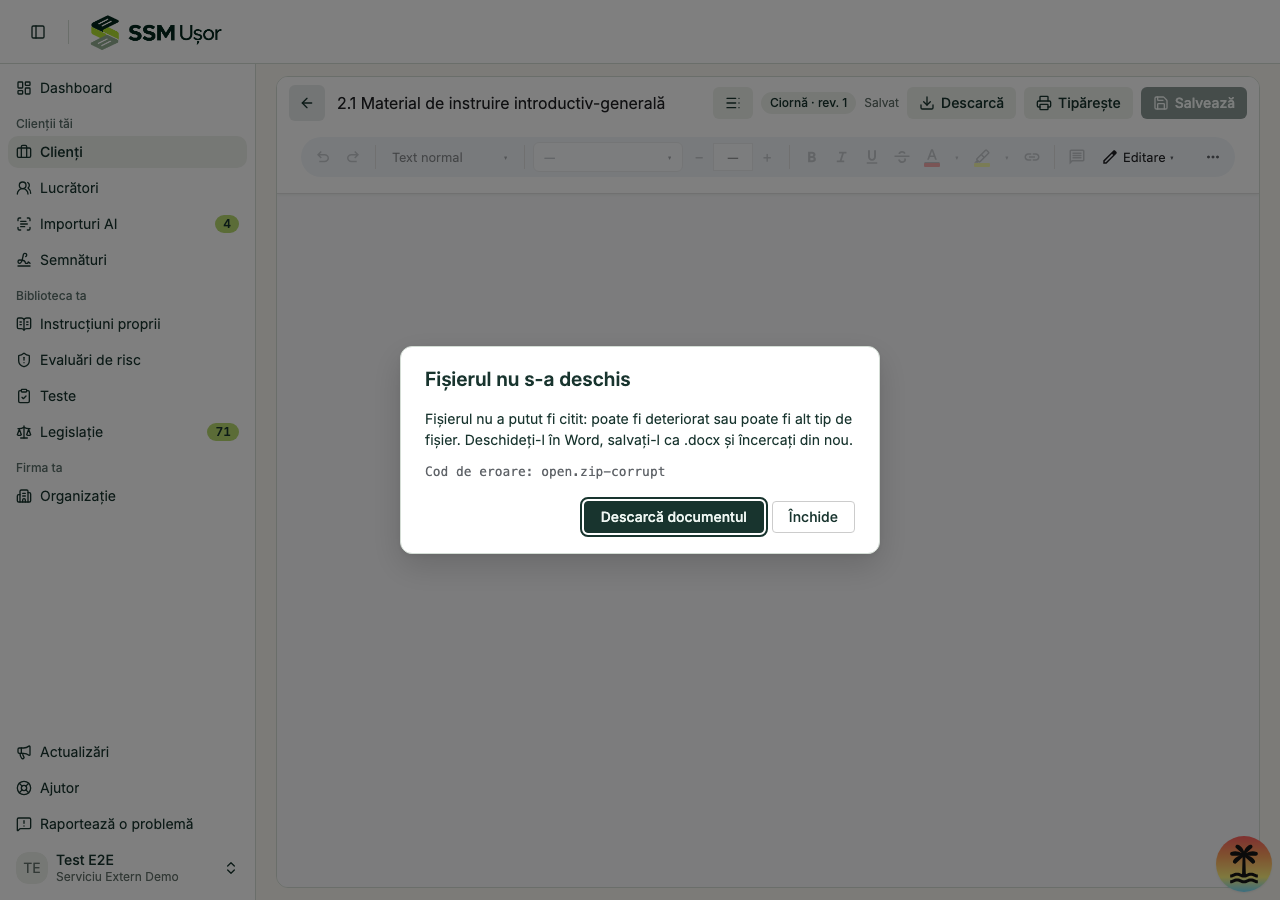 SSM Ușor
Dashboard
Clienții tăi
Clienți
Lucrători
Importuri AI 4
Semnături
Biblioteca ta
Instrucțiuni proprii
Evaluări de risc
Teste
Legislație 71
Firma ta
Organizație
Actualizări
Ajutor
Raportează o problemă
TE
Test E2E
Serviciu Extern Demo
2.1 Material de instruire introductiv-generală
Ciornă · rev. 1
Salvat
Descarcă
Tipărește
Salvează
Text normal
B I U S A
Editare
Fișierul nu s-a deschis
Fișierul nu a putut fi citit: poate fi deteriorat sau poate fi alt tip de
fișier. Deschideți-l în Word, salvați-l ca .docx și încercați din nou.
Cod de eroare: open.zip-corrupt
Descarcă documentul
Închide